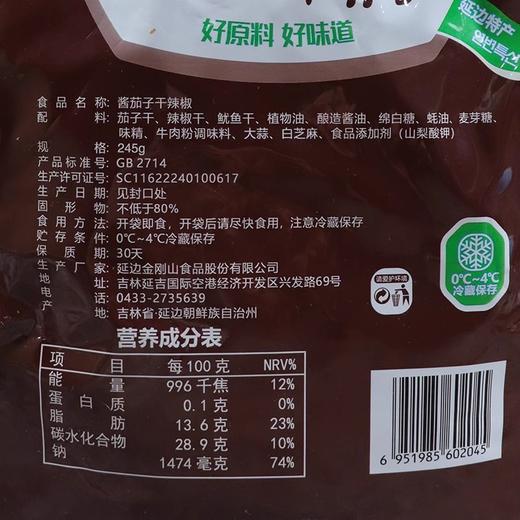 好原料 好味道
延边特产
연변특산
食品名称：酱茄子干辣椒
配料：茄子干、辣椒干、鱿鱼干、植物油、酿造酱油、绵白糖、蚝油、麦芽糖、
味精、牛肉粉调味料、大蒜、白芝麻、食品添加剂（山梨酸钾）
规格：245g
产品标准号：GB 2714
生产许可证号：SC11622240100617
生产日期：见封口处
固形物：不低于80%
食用方法：开袋即食，开袋后请尽快食用，注意冷藏保存
贮存条件：0℃~4℃冷藏保存
保质期：30天
生产商：延边金刚山食品股份有限公司
地址：吉林延吉国际空港经济开发区兴发路69号
电话：0433-2735639
产地：吉林省·延边朝鲜族自治州
请爱护环境
0℃~4℃
冷藏保存
营养成分表
项目 每100克 NRV%
能量 996千焦 12%
蛋白质 0.1克 0%
脂肪 13.6克 23%
碳水化合物 28.9克 10%
钠 1474毫克 74%
6 951985 602045